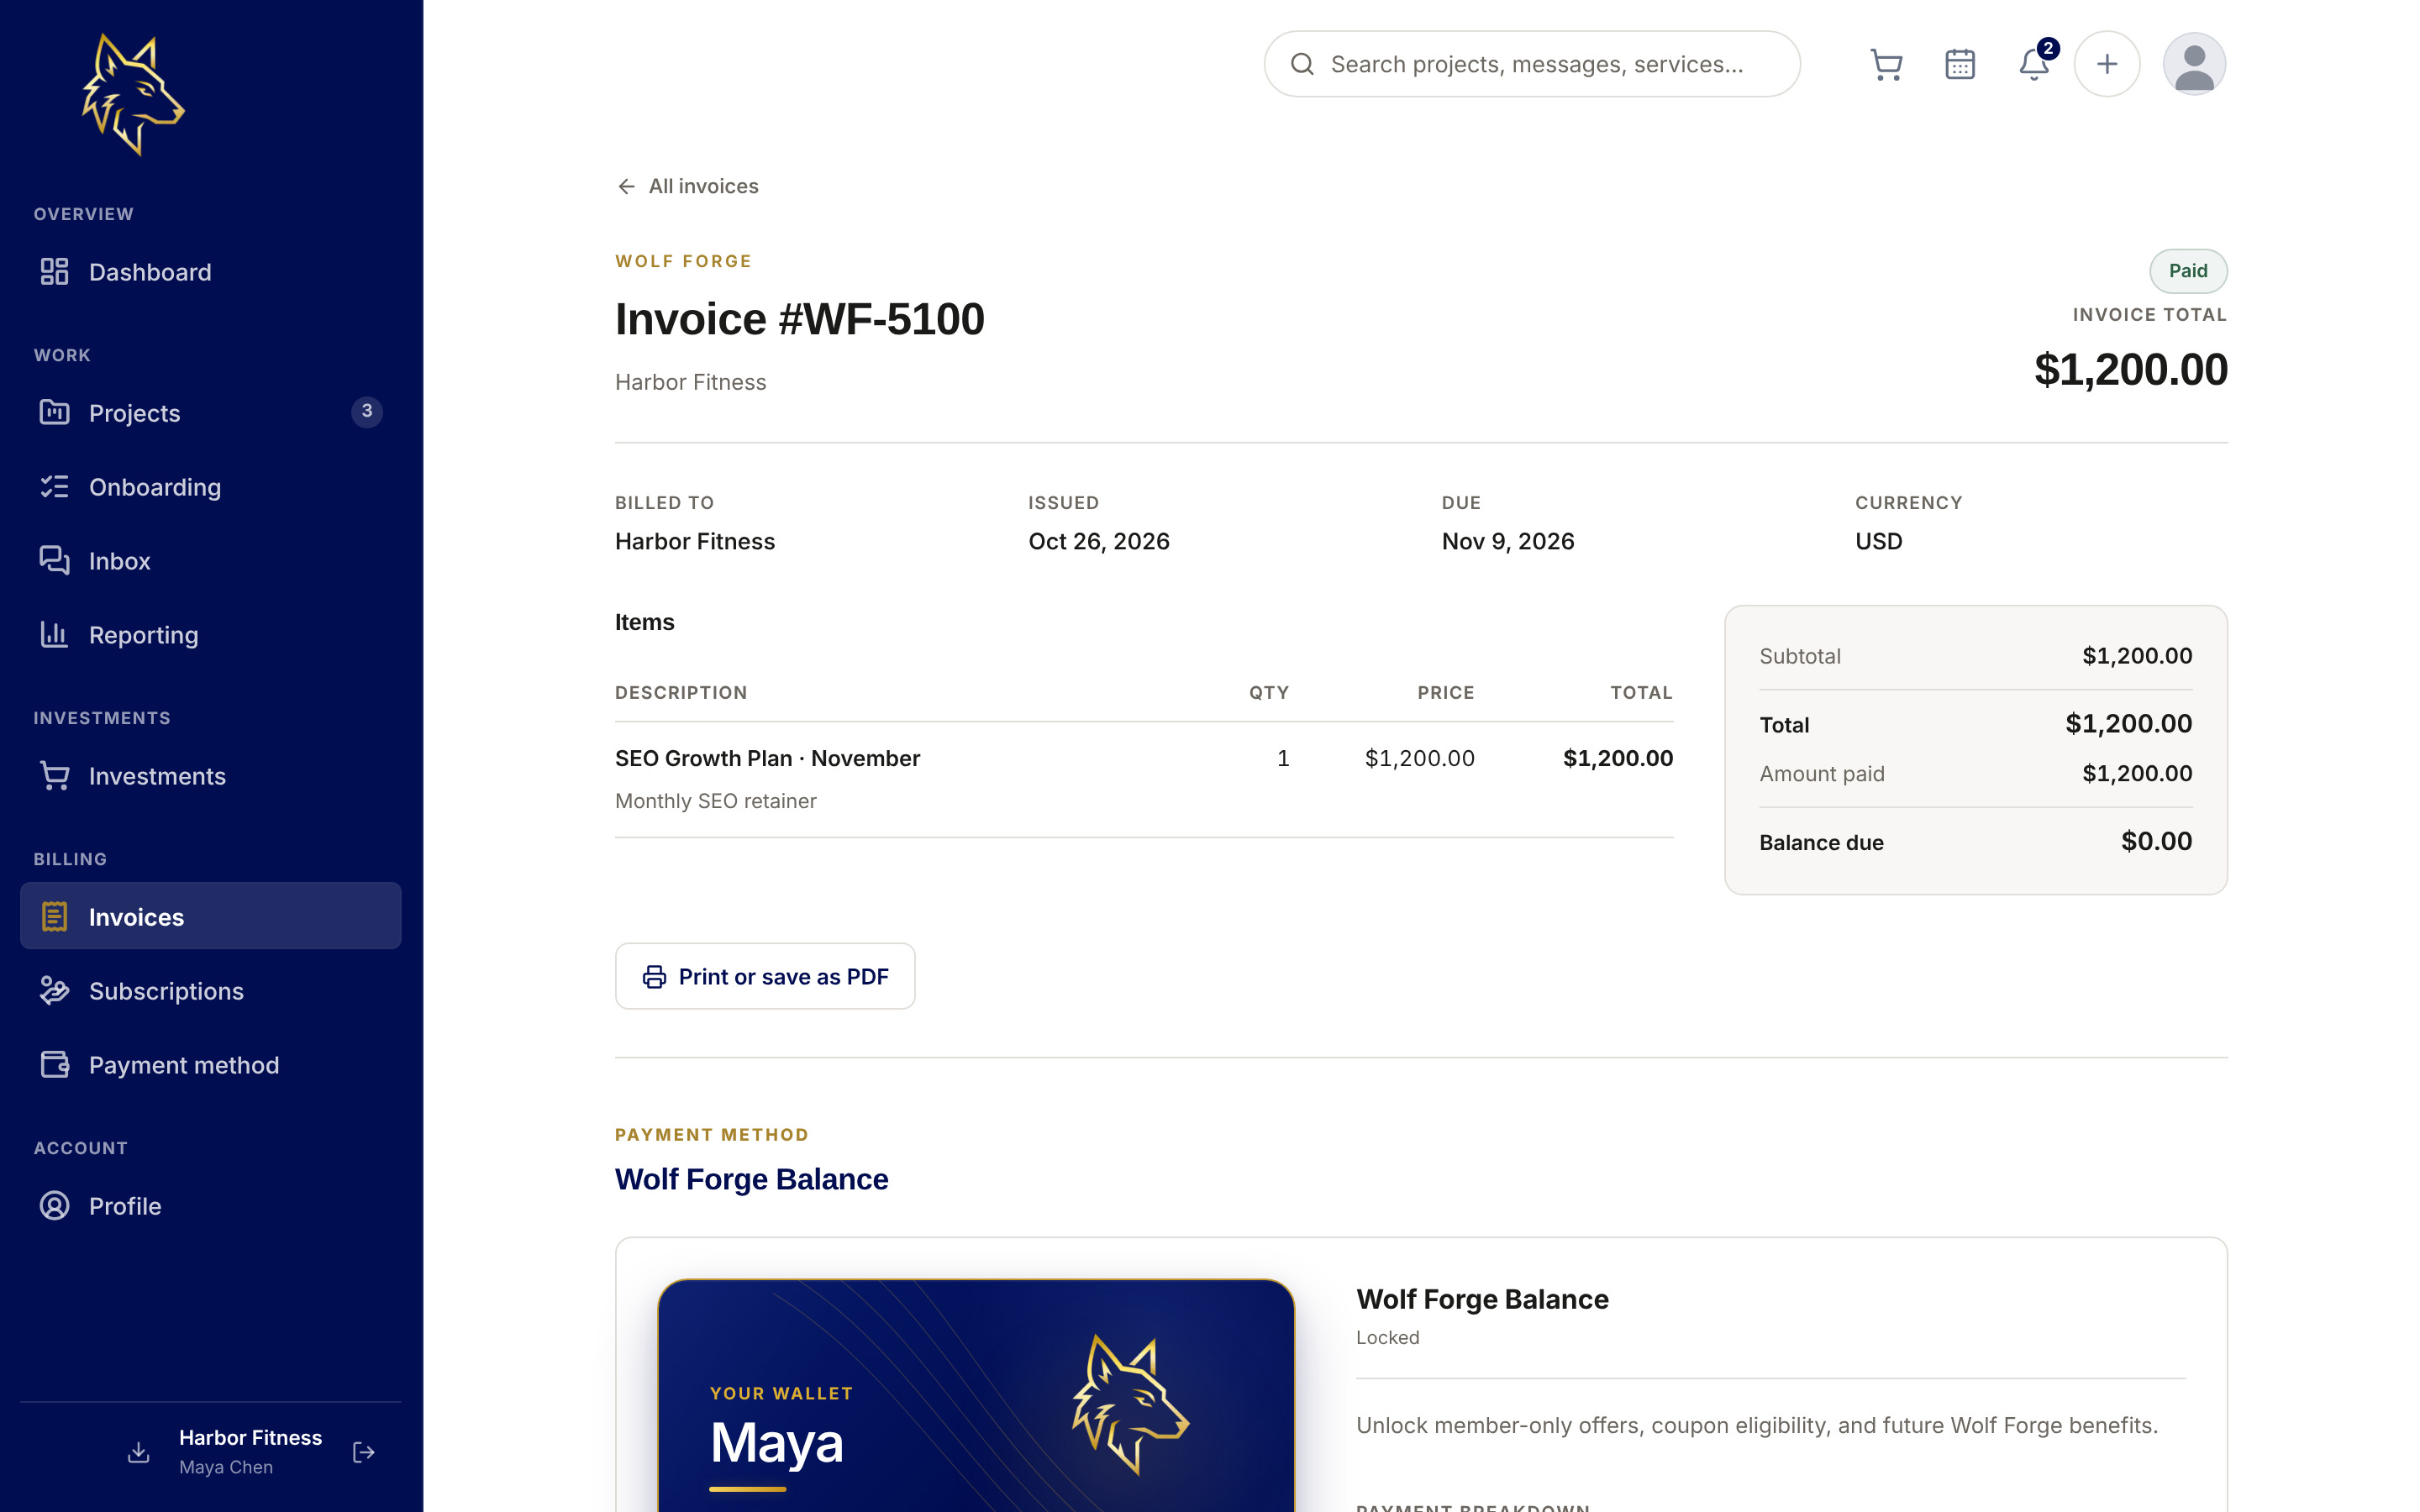 Search projects, messages, services...
2
OVERVIEW
Dashboard
WORK
Projects
3
Onboarding
Inbox
Reporting
INVESTMENTS
Investments
BILLING
Invoices
Subscriptions
Payment method
ACCOUNT
Profile
Harbor Fitness
Maya Chen
All invoices
WOLF FORGE
Invoice #WF-5100
Harbor Fitness
Paid
INVOICE TOTAL
$1,200.00
BILLED TO
Harbor Fitness
ISSUED
Oct 26, 2026
DUE
Nov 9, 2026
CURRENCY
USD
Items
DESCRIPTION QTY PRICE TOTAL
SEO Growth Plan · November 1 $1,200.00 $1,200.00
Monthly SEO retainer
Subtotal $1,200.00
Total $1,200.00
Amount paid $1,200.00
Balance due $0.00
Print or save as PDF
PAYMENT METHOD
Wolf Forge Balance
YOUR WALLET
Maya
Wolf Forge Balance
Locked
Unlock member-only offers, coupon eligibility, and future Wolf Forge benefits.
PAYMENT BREAKDOWN